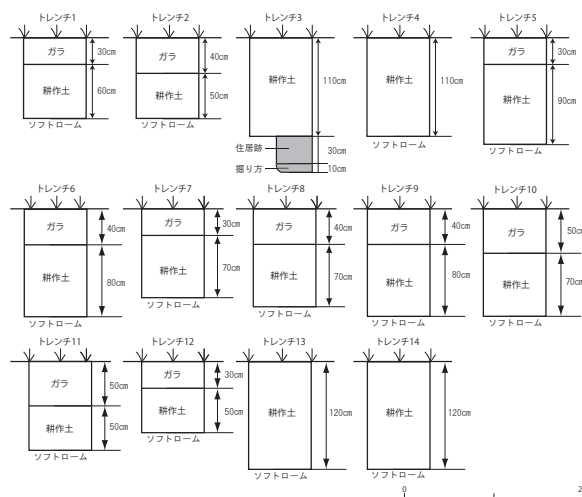 トレンチ1
ガラ
30cm
耕作土
60cm
ソフトローム
トレンチ2
ガラ
40cm
耕作土
50cm
ソフトローム
トレンチ3
耕作土
110cm
住居跡
30cm
掘り方
10cm
トレンチ4
耕作土
110cm
ソフトローム
トレンチ5
ガラ
30cm
耕作土
90cm
ソフトローム
トレンチ6
ガラ
40cm
耕作土
80cm
ソフトローム
トレンチ7
ガラ
30cm
耕作土
70cm
ソフトローム
トレンチ8
ガラ
40cm
耕作土
70cm
ソフトローム
トレンチ9
ガラ
40cm
耕作土
80cm
ソフトローム
トレンチ10
ガラ
50cm
耕作土
70cm
ソフトローム
トレンチ11
ガラ
50cm
耕作土
50cm
ソフトローム
トレンチ12
ガラ
30cm
耕作土
50cm
ソフトローム
トレンチ13
耕作土
120cm
ソフトローム
トレンチ14
耕作土
120cm
ソフトローム
0
2